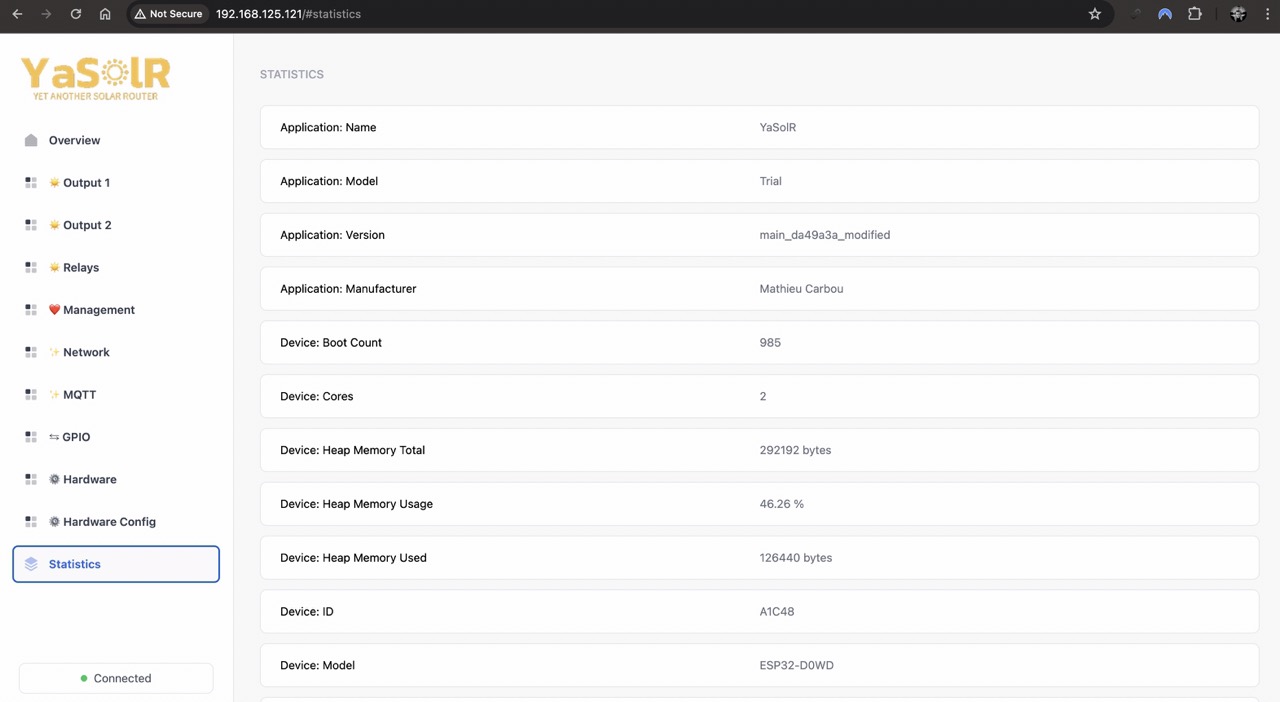 Not Secure 192.168.125.121/#statistics
YaSolR
YET ANOTHER SOLAR ROUTER
Overview
Output 1
Output 2
Relays
Management
Network
MQTT
GPIO
Hardware
Hardware Config
Statistics
Connected
STATISTICS
Application: Name YaSolR
Application: Model Trial
Application: Version main_da49a3a_modified
Application: Manufacturer Mathieu Carbou
Device: Boot Count 985
Device: Cores 2
Device: Heap Memory Total 292192 bytes
Device: Heap Memory Usage 46.26 %
Device: Heap Memory Used 126440 bytes
Device: ID A1C48
Device: Model ESP32-D0WD